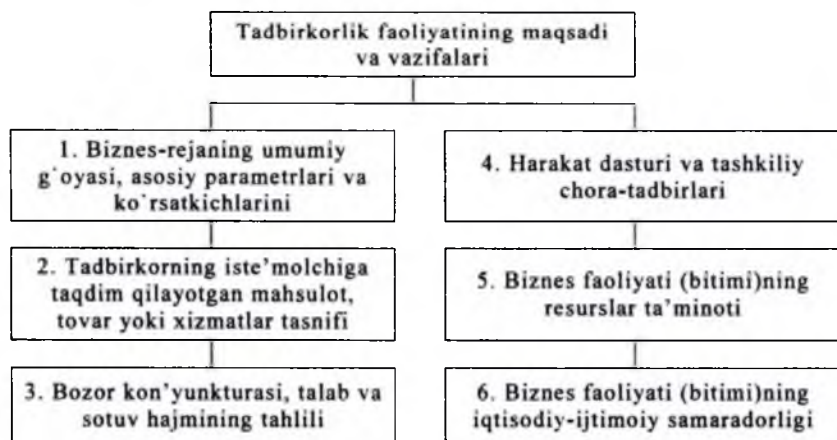 Tadbirkorlik faoliyatining maqsadi
va vazifalari
1. Biznes-rejaning umumiy
g`oyasi, asosiy parametrlari va
ko`rsatkichlarini
2. Tadbirkorning iste’molchiga
taqdim qilayotgan mahsulot,
tovar yoki xizmatlar tasnifi
3. Bozor kon’yunkturasi, talab va
sotuv hajmining tahlili
4. Harakat dasturi va tashkiliy
chora-tadbirlari
5. Biznes faoliyati (bitimi)ning
resurslar ta’minoti
6. Biznes faoliyati (bitimi)ning
iqtisodiy-ijtimoiy samaradorligi